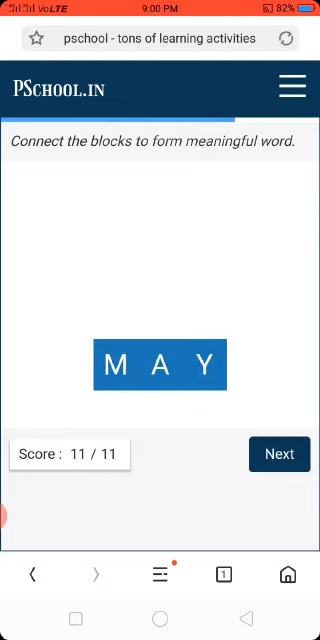 VoLTE 9:00 PM 82%
pschool - tons of learning activities
PSCHOOL.IN
Connect the blocks to form meaningful word.
M A Y
Score : 11 / 11 Next
1